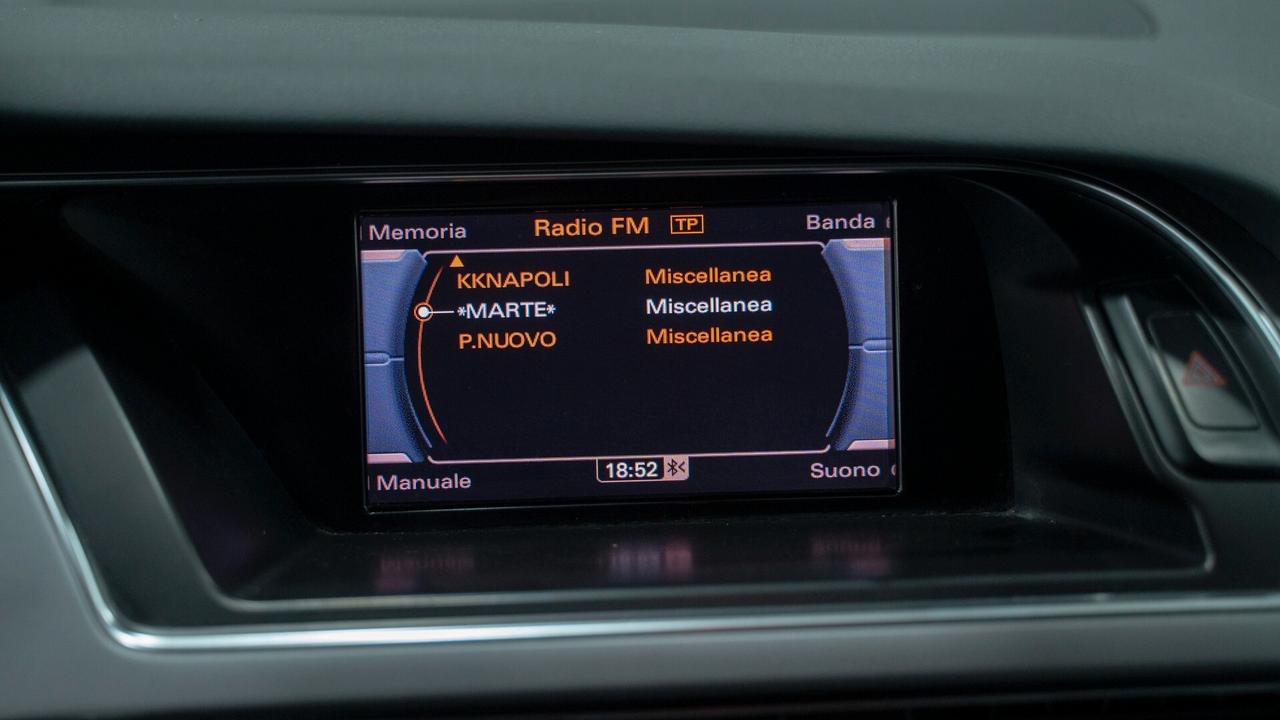 Memoria Radio FM TP Banda
KKNAPOLI Miscellanea
*MARTE* Miscellanea
P.NUOVO Miscellanea
Manuale 18:52 Suono